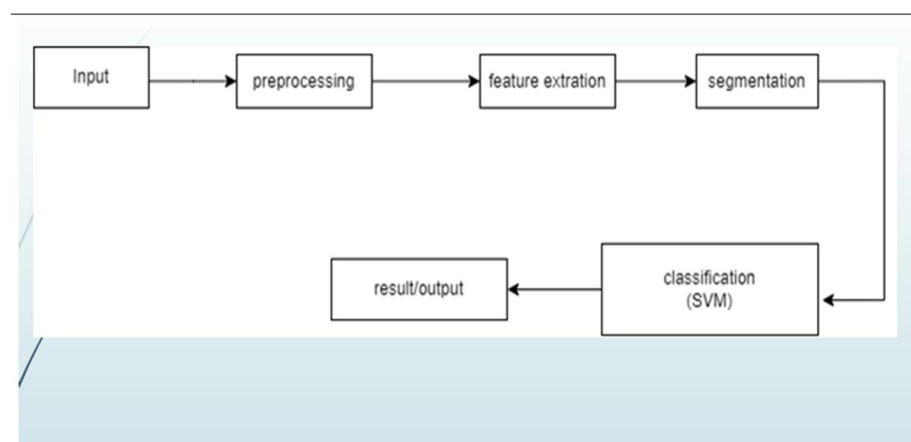 Input
preprocessing
feature extration
segmentation
classification
(SVM)
result/output